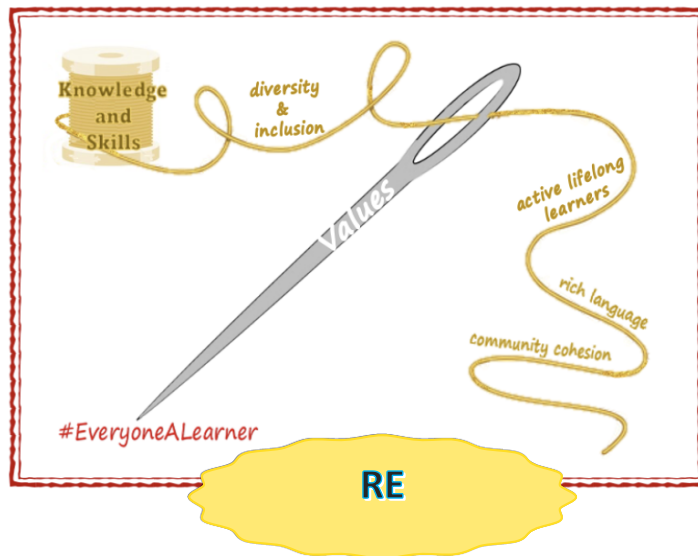 Knowledge
and
Skills
diversity
&
inclusion
Values
active lifelong
learners
rich language
community cohesion
#EveryoneALearner
RE